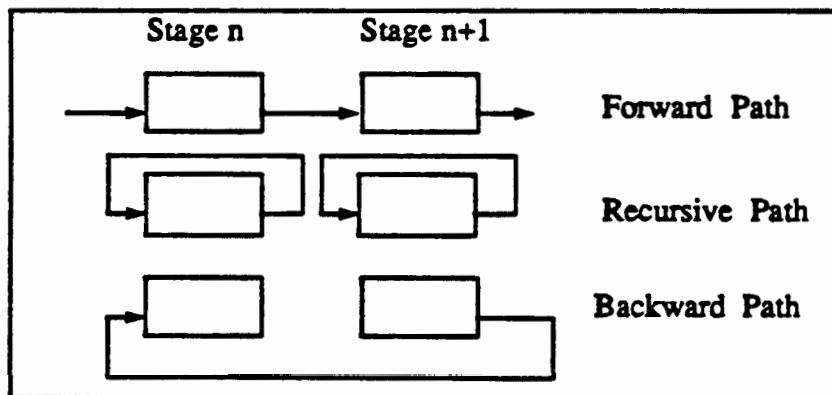 Stage n Stage n+1
Forward Path
Recursive Path
Backward Path